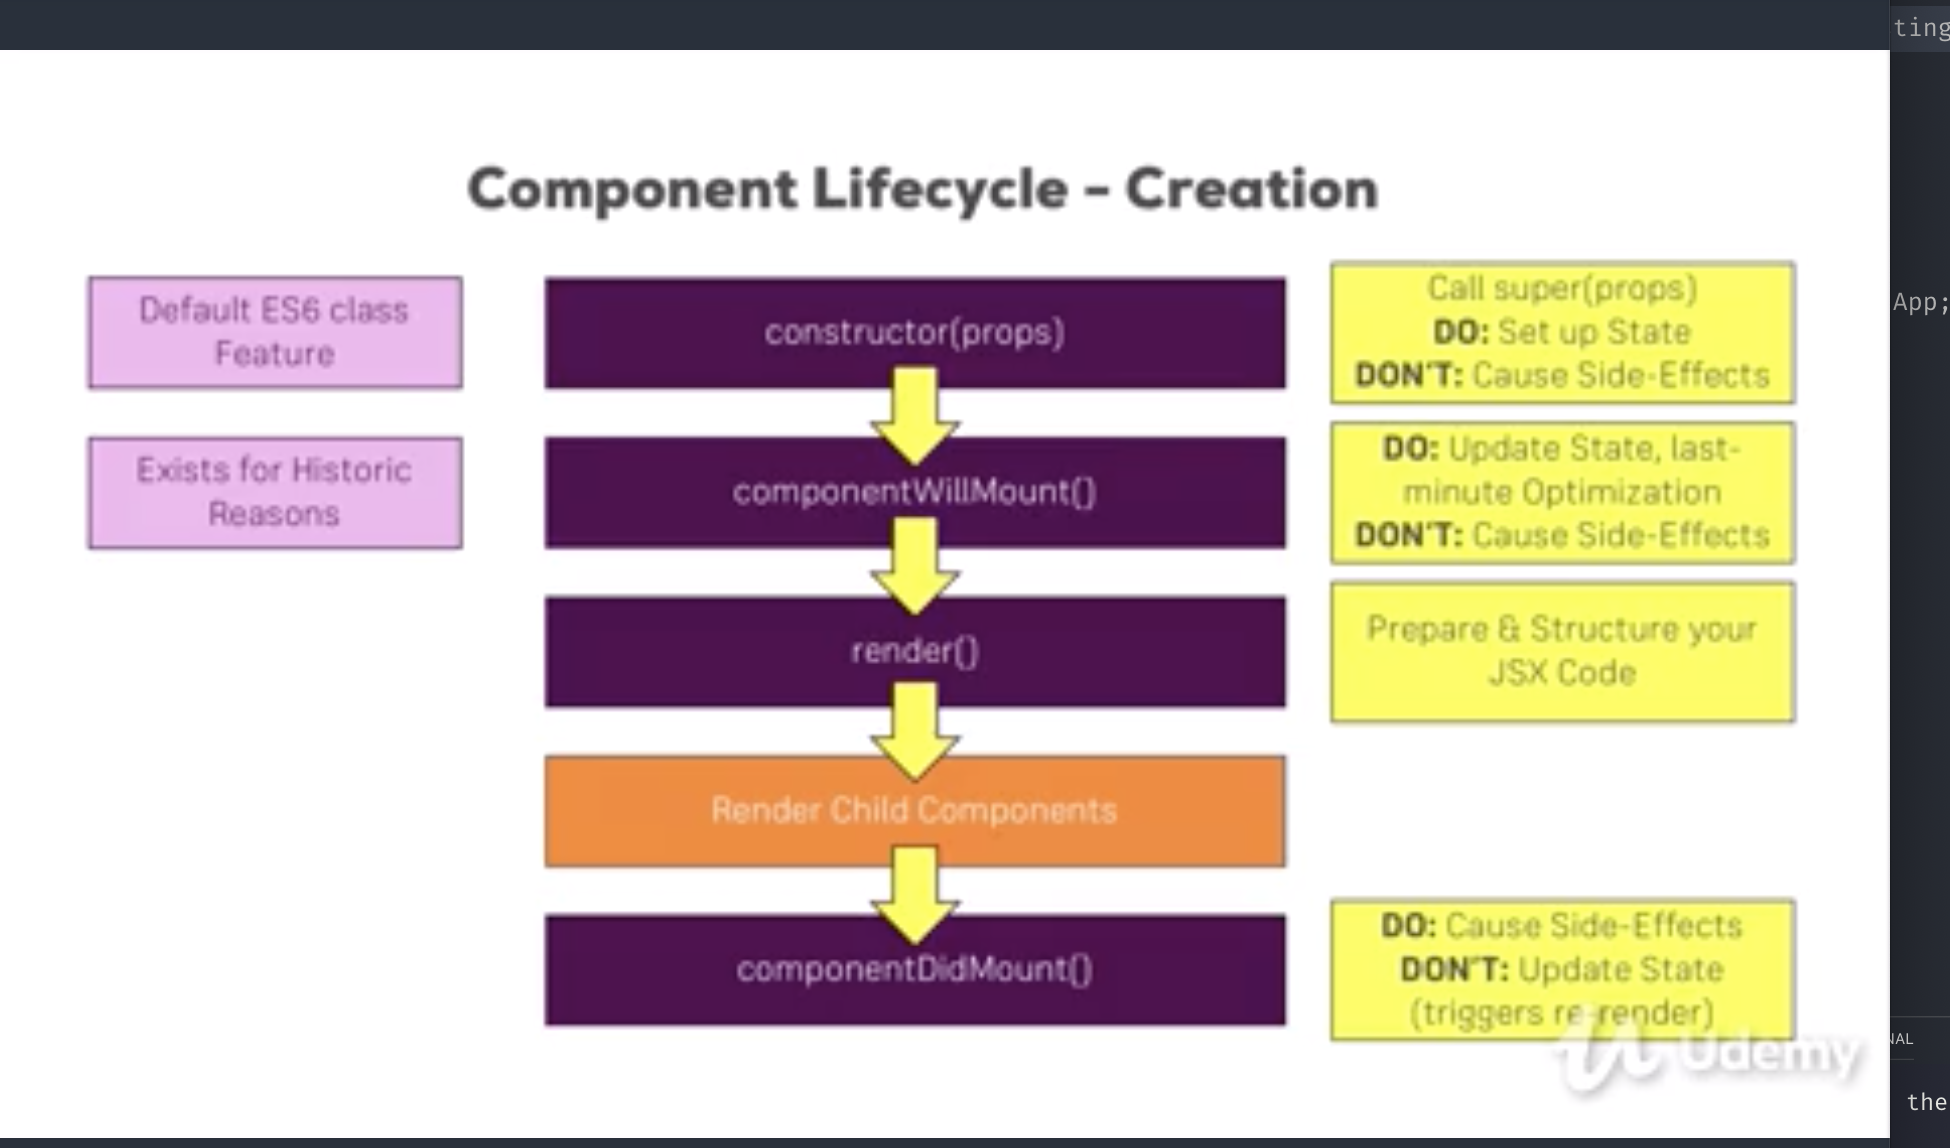 ting
Component Lifecycle - Creation
Default ES6 class
Feature
constructor(props)
Call super(props)
DO: Set up State
DON'T: Cause Side-Effects
App;
Exists for Historic
Reasons
componentWillMount()
DO: Update State, last-
minute Optimization
DON'T: Cause Side-Effects
render()
Prepare & Structure your
JSX Code
Render Child Components
componentDidMount()
DO: Cause Side-Effects
DON'T: Update State
(triggers re-render)
Udemy
NAL
the